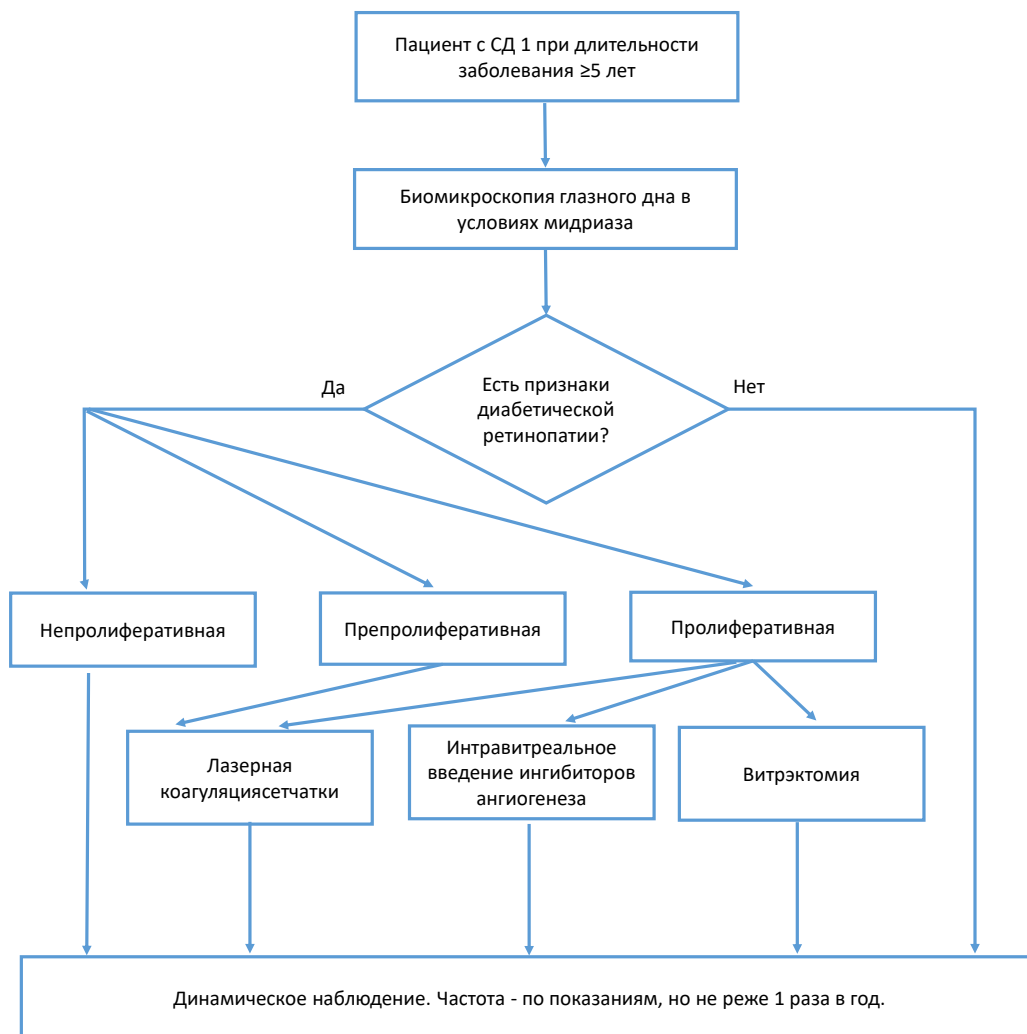 Пациент с СД 1 при длительности
заболевания ≥5 лет
Биомикроскопия глазного дна в
условиях мидриаза
Да
Есть признаки
диабетической
ретинопатии?
Нет
Непролиферативная
Препролиферативная
Пролиферативная
Лазерная
коагуляциясетчатки
Интравитреальное
введение ингибиторов
ангиогенеза
Витрэктомия
Динамическое наблюдение. Частота - по показаниям, но не реже 1 раза в год.